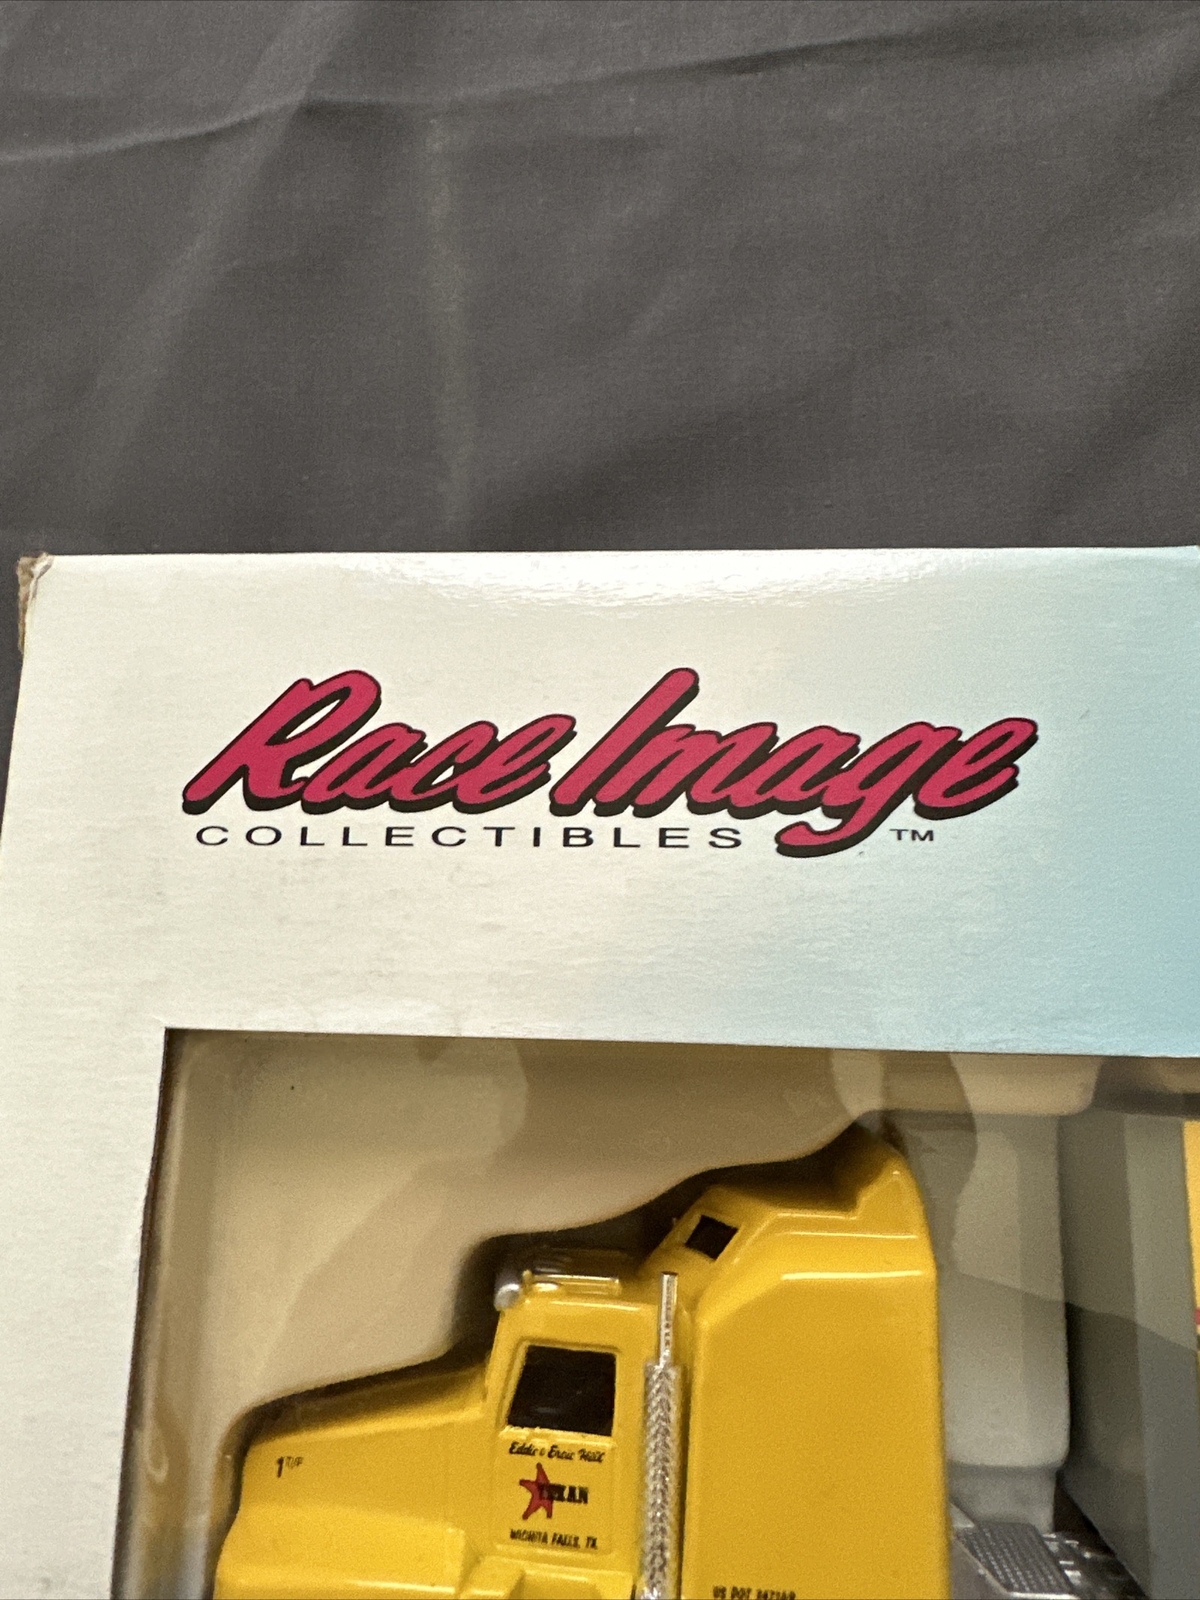 Race Image
COLLECTIBLES ™
Eddie & Ercie Hill
TEXAN
WICHITA FALLS, TX
US DOT